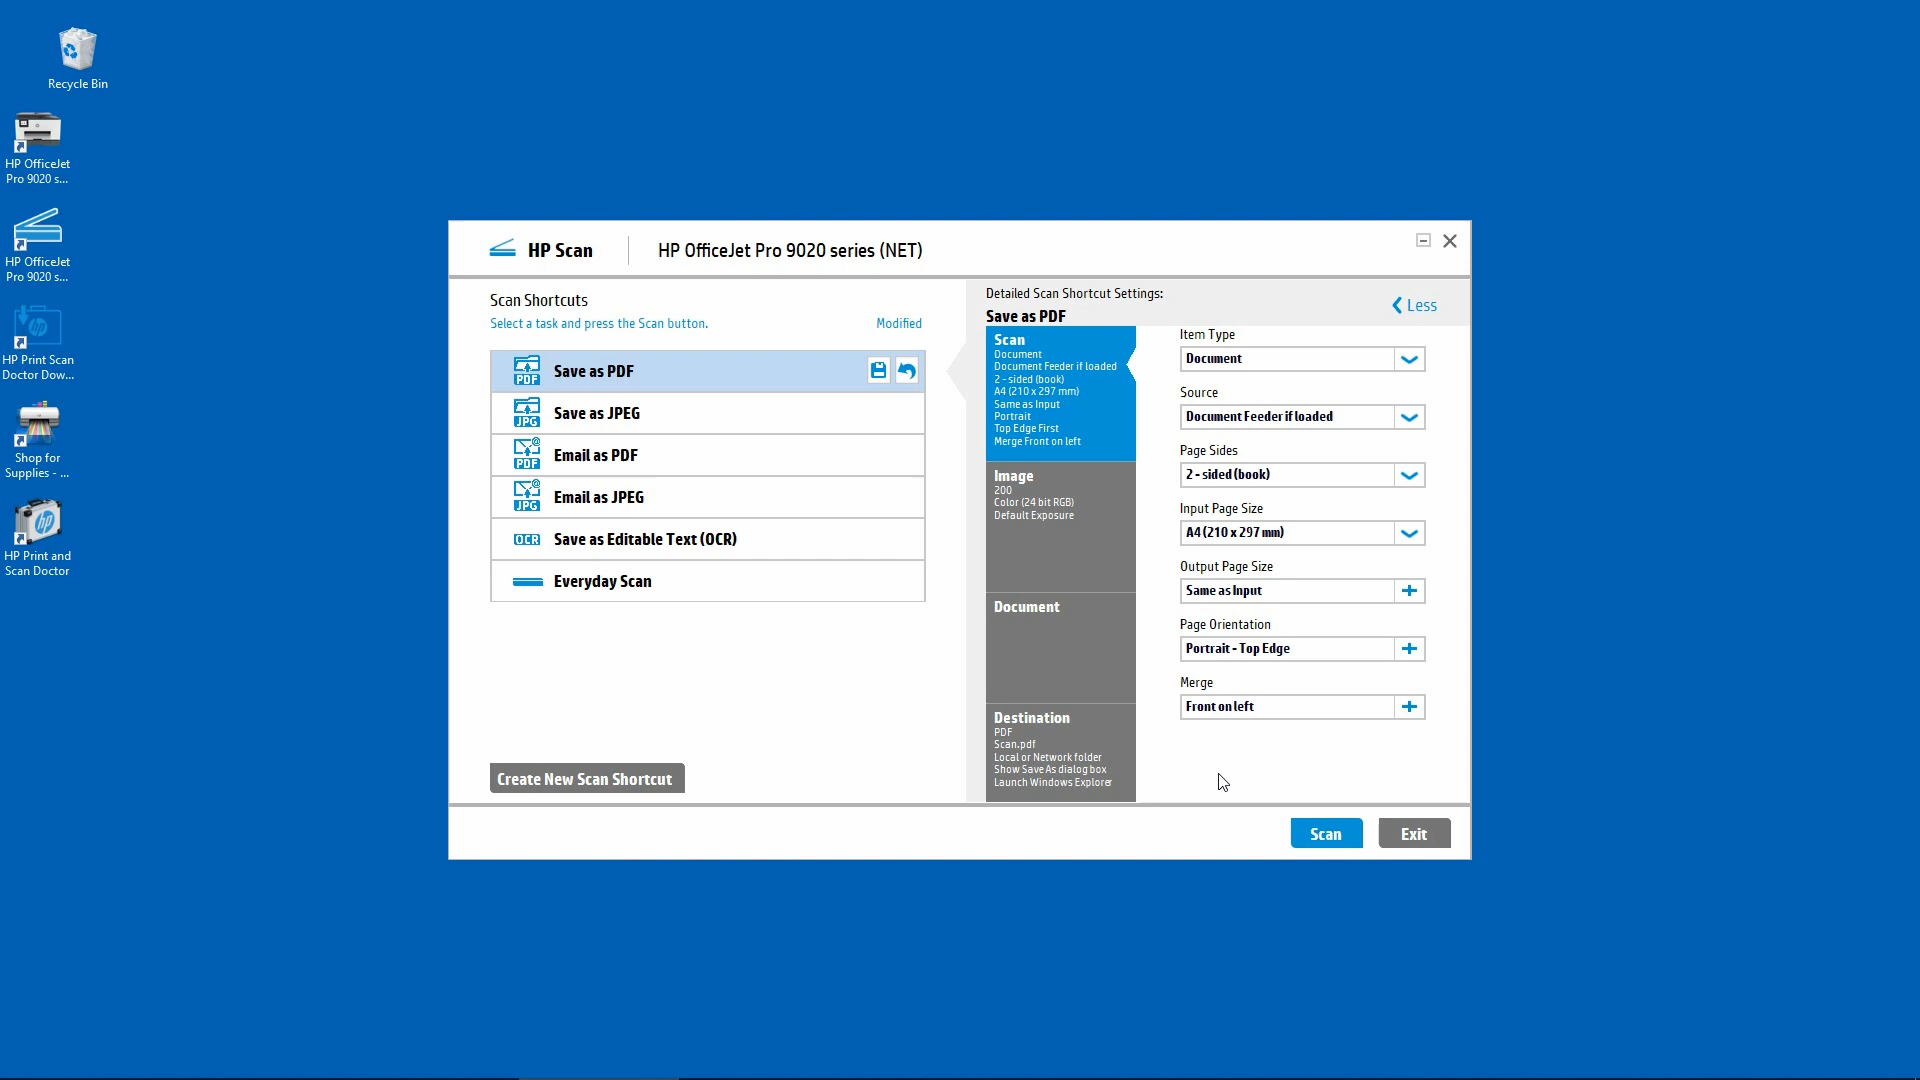 Recycle Bin
HP OfficeJet
Pro 9020 s...
HP OfficeJet
Pro 9020 s...
HP Print Scan
Doctor Dow...
Shop for
Supplies - ...
HP Print and
Scan Doctor
HP Scan
HP OfficeJet Pro 9020 series (NET)
Scan Shortcuts
Select a task and press the Scan button.
Modified
PDF
Save as PDF
JPG
Save as JPEG
PDF
Email as PDF
JPG
Email as JPEG
OCR
Save as Editable Text (OCR)
Everyday Scan
Create New Scan Shortcut
Detailed Scan Shortcut Settings:
Less
Save as PDF
Scan
Document
Document Feeder if loaded
2 - sided (book)
A4 (210 x 297 mm)
Same as Input
Portrait
Top Edge First
Merge Front on left
Image
200
Color (24 bit RGB)
Default Exposure
Document
Destination
PDF
Scan.pdf
Local or Network folder
Show Save As dialog box
Launch Windows Explorer
Item Type
Document
Source
Document Feeder if loaded
Page Sides
2 - sided (book)
Input Page Size
A4 (210 x 297 mm)
Output Page Size
Same as Input
Page Orientation
Portrait - Top Edge
Merge
Front on left
Scan
Exit